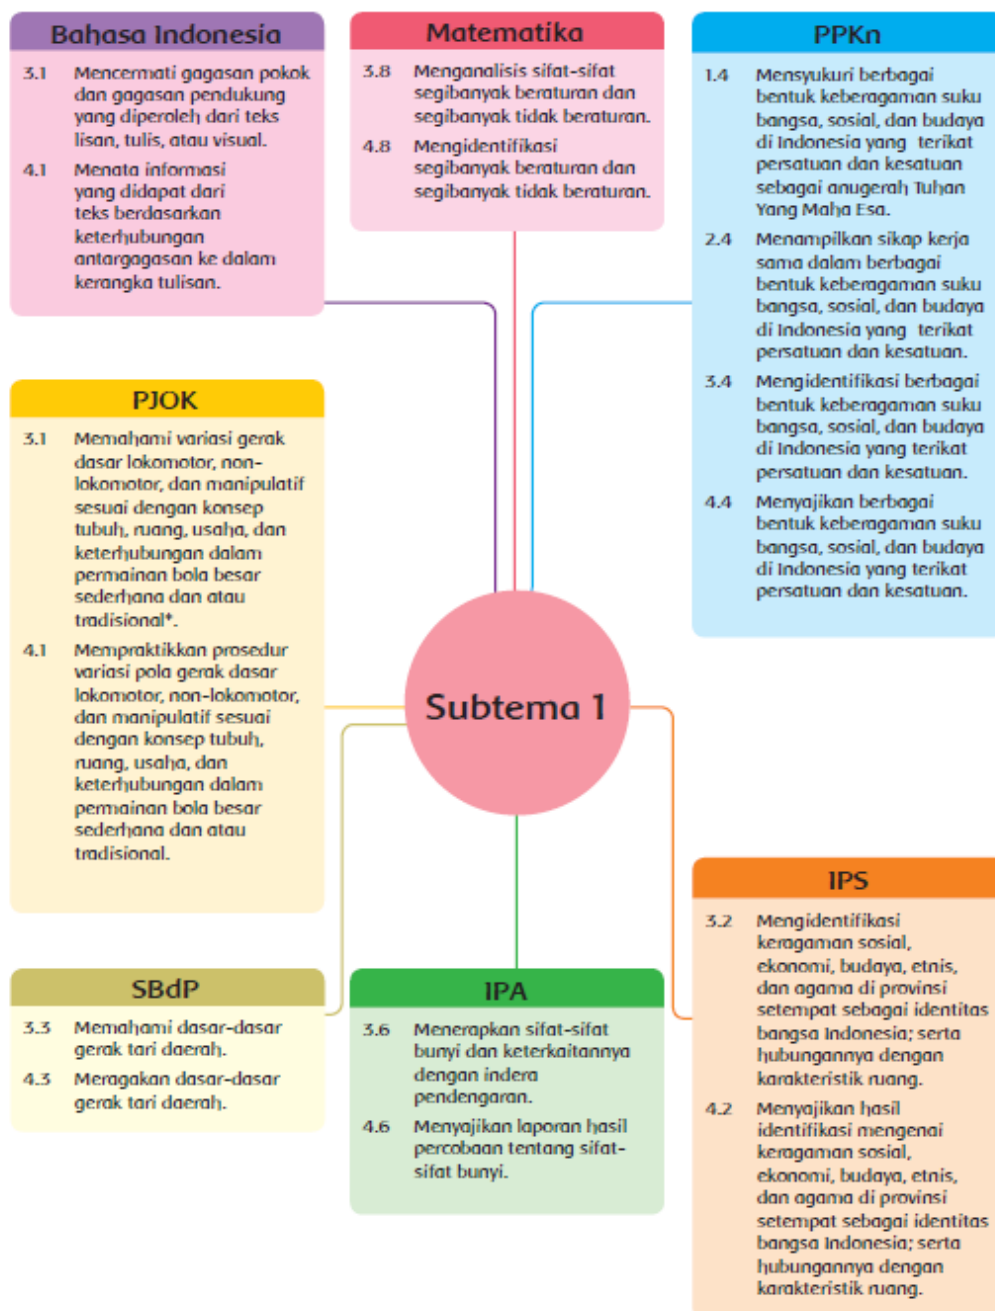 Bahasa Indonesia
3.1 Mencermati gagasan pokok
dan gagasan pendukung
yang diperoleh dari teks
lisan, tulis, atau visual.
4.1 Menata informasi
yang didapat dari
teks berdasarkan
keterhubungan
antargagasan ke dalam
kerangka tulisan.
Matematika
3.8 Menganalisis sifat-sifat
segibanyak beraturan dan
segibanyak tidak beraturan.
4.8 Mengidentifikasi
segibanyak beraturan dan
segibanyak tidak beraturan.
PPKn
1.4 Mensyukuri berbagai
bentuk keberagaman suku
bangsa, sosial, dan budaya
di Indonesia yang terikat
persatuan dan kesatuan
sebagai anugerah Tuhan
Yang Maha Esa.
2.4 Menampilkan sikap kerja
sama dalam berbagai
bentuk keberagaman suku
bangsa, sosial, dan budaya
di Indonesia yang terikat
persatuan dan kesatuan.
3.4 Mengidentifikasi berbagai
bentuk keberagaman suku
bangsa, sosial, dan budaya
di Indonesia yang terikat
persatuan dan kesatuan.
4.4 Menyajikan berbagai
bentuk keberagaman suku
bangsa, sosial, dan budaya
di Indonesia yang terikat
persatuan dan kesatuan.
PJOK
3.1 Memahami variasi gerak
dasar lokomotor, non-
lokomotor, dan manipulatif
sesuai dengan konsep
tubuh, ruang, usaha, dan
keterhubungan dalam
permainan bola besar
sederhana dan atau
tradisional*.
4.1 Mempraktikkan prosedur
variasi pola gerak dasar
lokomotor, non-lokomotor,
dan manipulatif sesuai
dengan konsep tubuh,
ruang, usaha, dan
keterhubungan dalam
permainan bola besar
sederhana dan atau
tradisional.
Subtema 1
SBdP
3.3 Memahami dasar-dasar
gerak tari daerah.
4.3 Meragakan dasar-dasar
gerak tari daerah.
IPA
3.6 Menerapkan sifat-sifat
bunyi dan keterkaitannya
dengan indera
pendengaran.
4.6 Menyajikan laporan hasil
percobaan tentang sifat-
sifat bunyi.
IPS
3.2 Mengidentifikasi
keragaman sosial,
ekonomi, budaya, etnis,
dan agama di provinsi
setempat sebagai identitas
bangsa Indonesia; serta
hubungannya dengan
karakteristik ruang.
4.2 Menyajikan hasil
identifikasi mengenai
keragaman sosial,
ekonomi, budaya, etnis,
dan agama di provinsi
setempat sebagai identitas
bangsa Indonesia; serta
hubungannya dengan
karakteristik ruang.